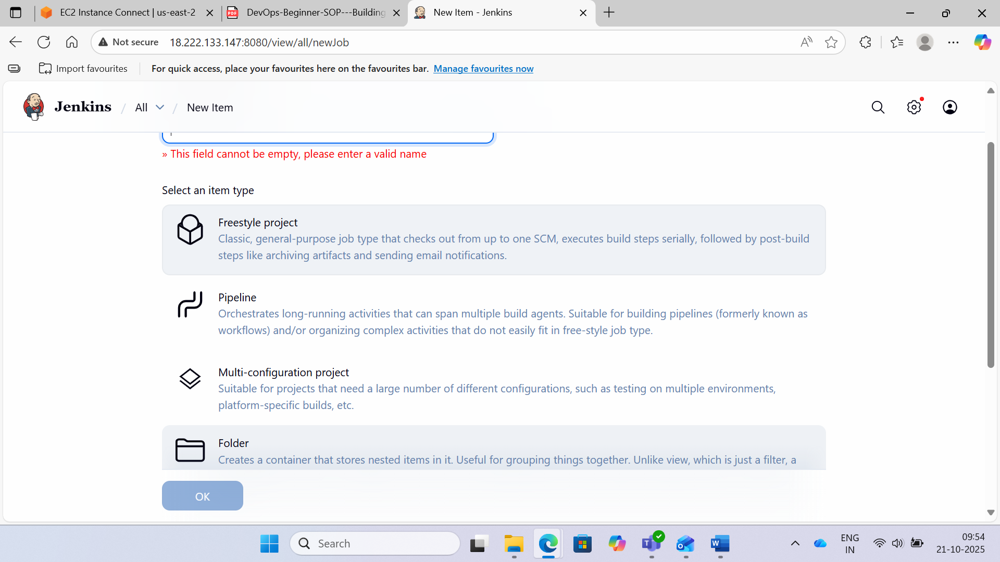 EC2 Instance Connect | us-east-2
DevOps-Beginner-SOP---Building
New Item - Jenkins
Not secure
18.222.133.147:8080/view/all/newJob
Import favourites
For quick access, place your favourites here on the favourites bar. Manage favourites now
Jenkins / All / New Item
» This field cannot be empty, please enter a valid name
Select an item type
Freestyle project
Classic, general-purpose job type that checks out from up to one SCM, executes build steps serially, followed by post-build
steps like archiving artifacts and sending email notifications.
Pipeline
Orchestrates long-running activities that can span multiple build agents. Suitable for building pipelines (formerly known as
workflows) and/or organizing complex activities that do not easily fit in free-style job type.
Multi-configuration project
Suitable for projects that need a large number of different configurations, such as testing on multiple environments,
platform-specific builds, etc.
Folder
Creates a container that stores nested items in it. Useful for grouping things together. Unlike view, which is just a filter, a
OK
Search
ENG
IN
09:54
21-10-2025